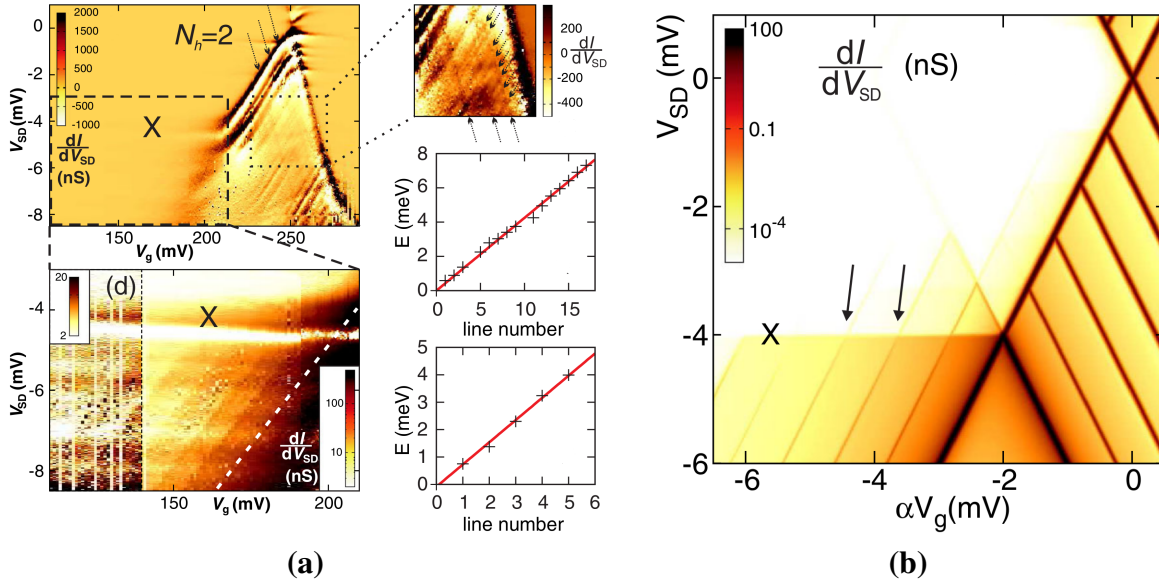 2000
1500
1000
500
0
-500
-1000
N_h=2
X
dI
dV_SD
(nS)
V_SD (mV)
0
-2
-4
-6
-8
150
200
250
V_g (mV)
400
200
0
-200
-400
dI
dV_SD
E (meV)
8
6
4
2
0
0
5
10
15
line number
20
2
(d)
X
V_SD (mV)
-4
-6
-8
100
10
dI
dV_SD
(nS)
150
200
V_g (mV)
E (meV)
5
4
3
2
1
0
0
1
2
3
4
5
6
line number
(a)
V_SD (mV)
0
-2
-4
-6
100
0.1
10⁻⁴
dI
dV_SD
(nS)
X
-6
-4
-2
0
αV_g(mV)
(b)